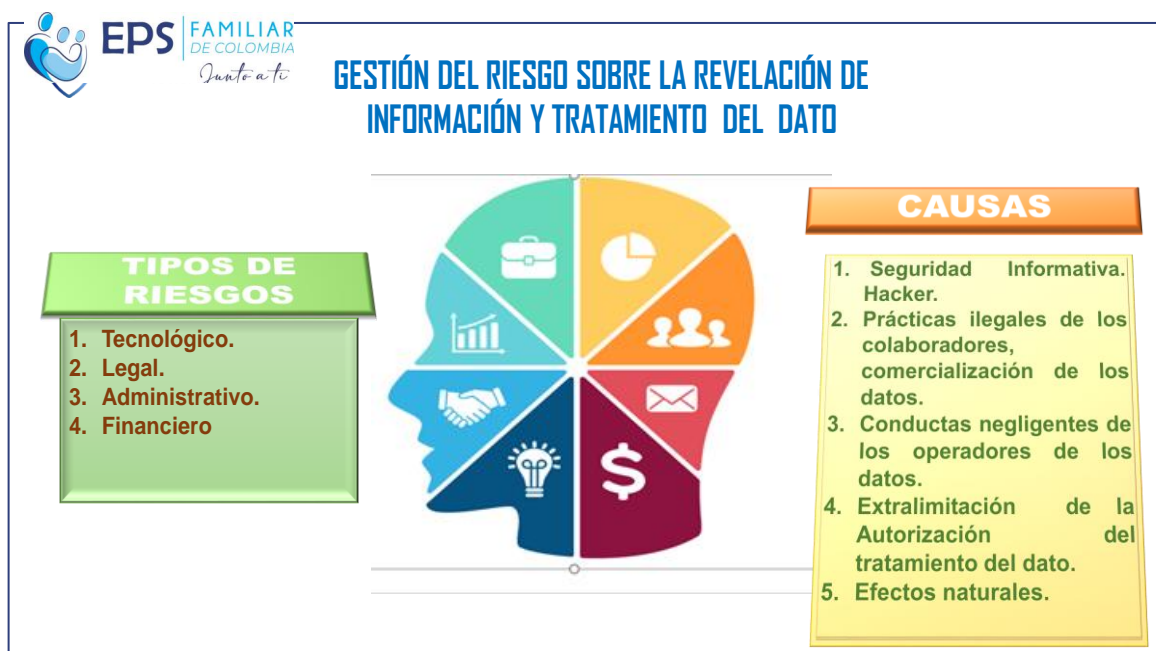 EPS FAMILIAR
DE COLOMBIA
Junto a ti
GESTIÓN DEL RIESGO SOBRE LA REVELACIÓN DE
INFORMACIÓN Y TRATAMIENTO DEL DATO
TIPOS DE
RIESGOS
1. Tecnológico.
2. Legal.
3. Administrativo.
4. Financiero
$
CAUSAS
1. Seguridad Informativa.
Hacker.
2. Prácticas ilegales de los
colaboradores,
comercialización de los
datos.
3. Conductas negligentes de
los operadores de los
datos.
4. Extralimitación de la
Autorización del
tratamiento del dato.
5. Efectos naturales.